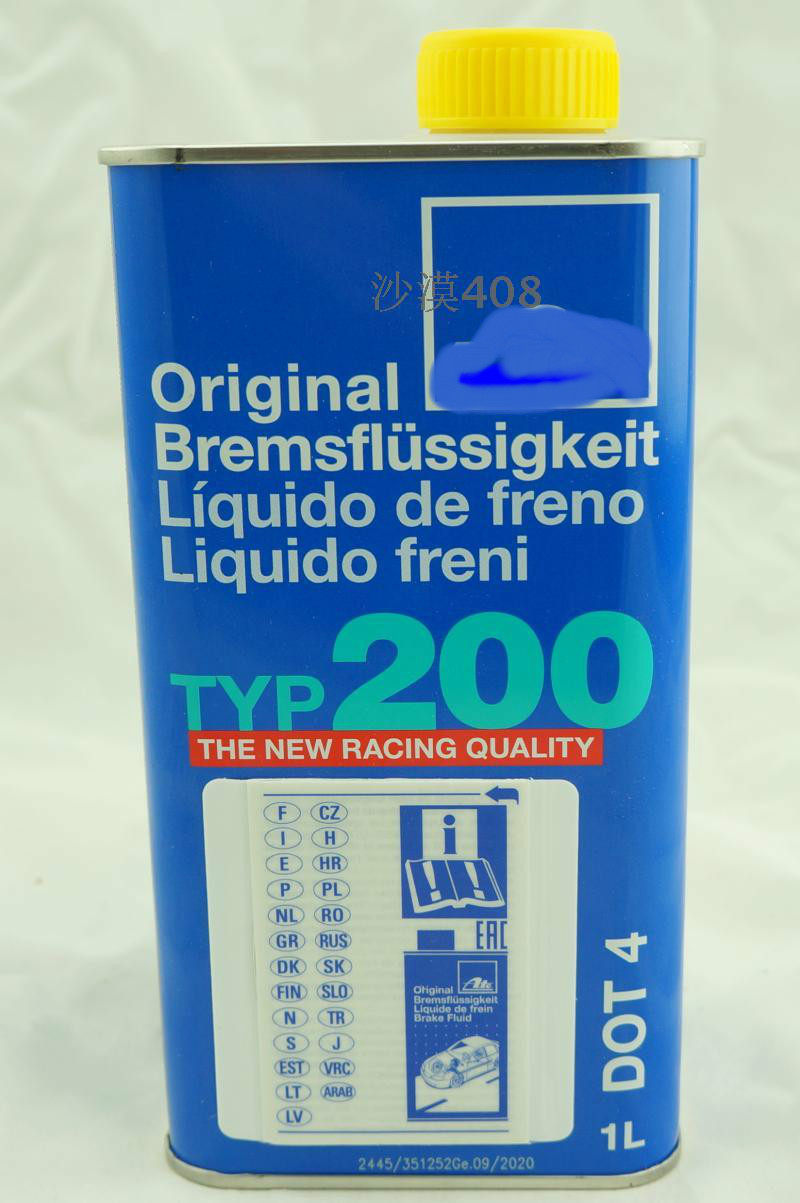 沙漠408
Original
Bremsflüssigkeit
Líquido de freno
Liquido freni
TYP 200
THE NEW RACING QUALITY
F CZ
I H
E HR
P PL
NL RO
GR RUS
DK SK
FIN SLO
N TR
S J
EST VRC
LT ARAB
LV
i
EAC
Ate
Original
Bremsflüssigkeit
Liquide de frein
Brake Fluid
1L DOT 4
2445/351252Ge.09/2020